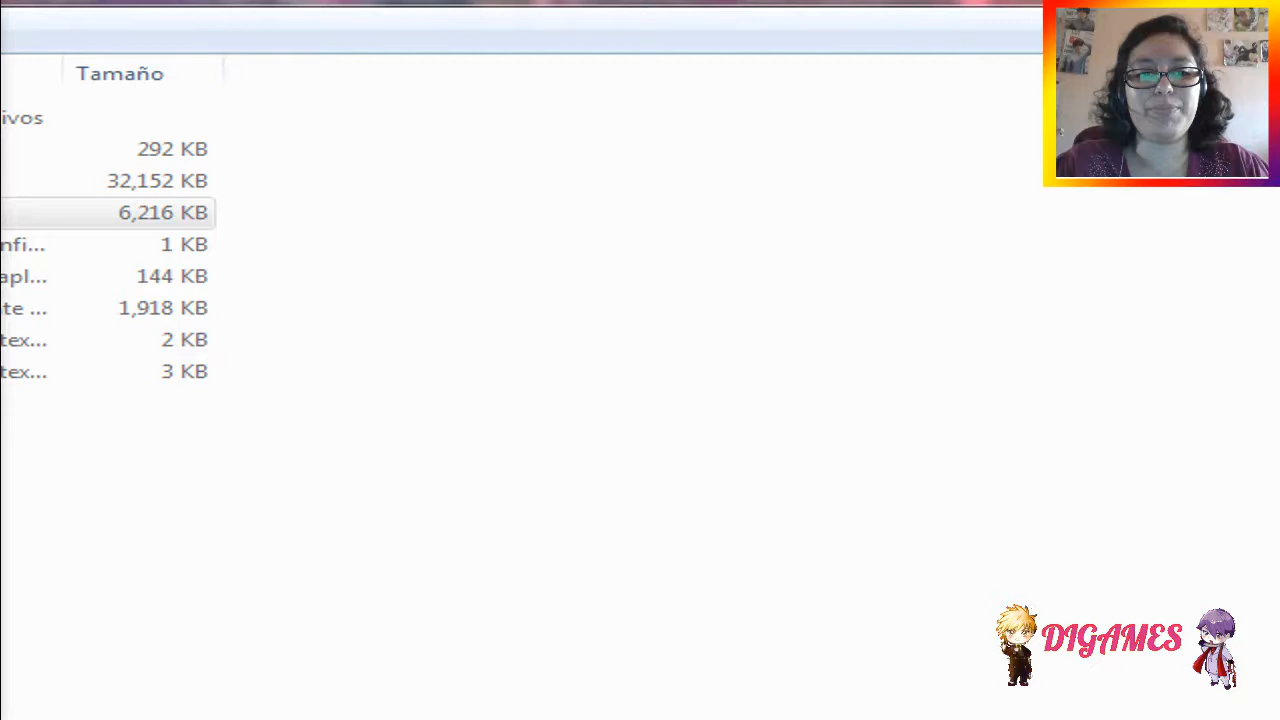 Tamaño
ivos
292 KB
32,152 KB
6,216 KB
nfi... 1 KB
apl... 144 KB
te ... 1,918 KB
tex... 2 KB
tex... 3 KB
DIGAMES